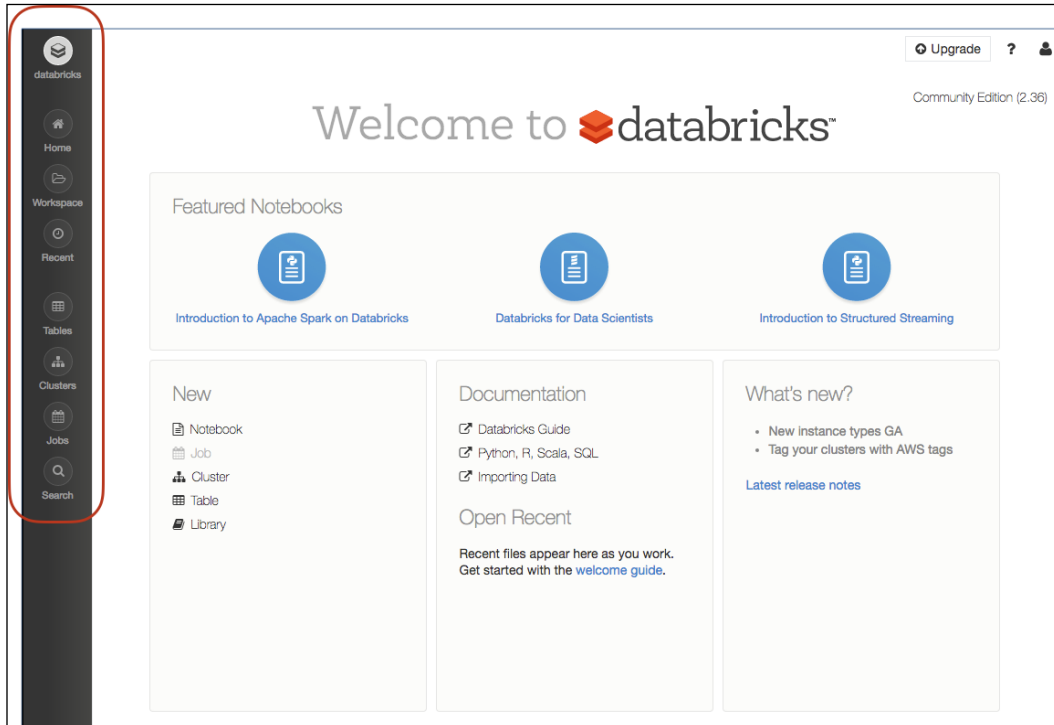 databricks
Home
Workspace
Recent
Tables
Clusters
Jobs
Search
Upgrade ?
Community Edition (2.36)
Welcome to databricks™
Featured Notebooks
Introduction to Apache Spark on Databricks
Databricks for Data Scientists
Introduction to Structured Streaming
New
Notebook
Job
Cluster
Table
Library
Documentation
Databricks Guide
Python, R, Scala, SQL
Importing Data
Open Recent
Recent files appear here as you work.
Get started with the welcome guide.
What's new?
• New instance types GA
• Tag your clusters with AWS tags
Latest release notes